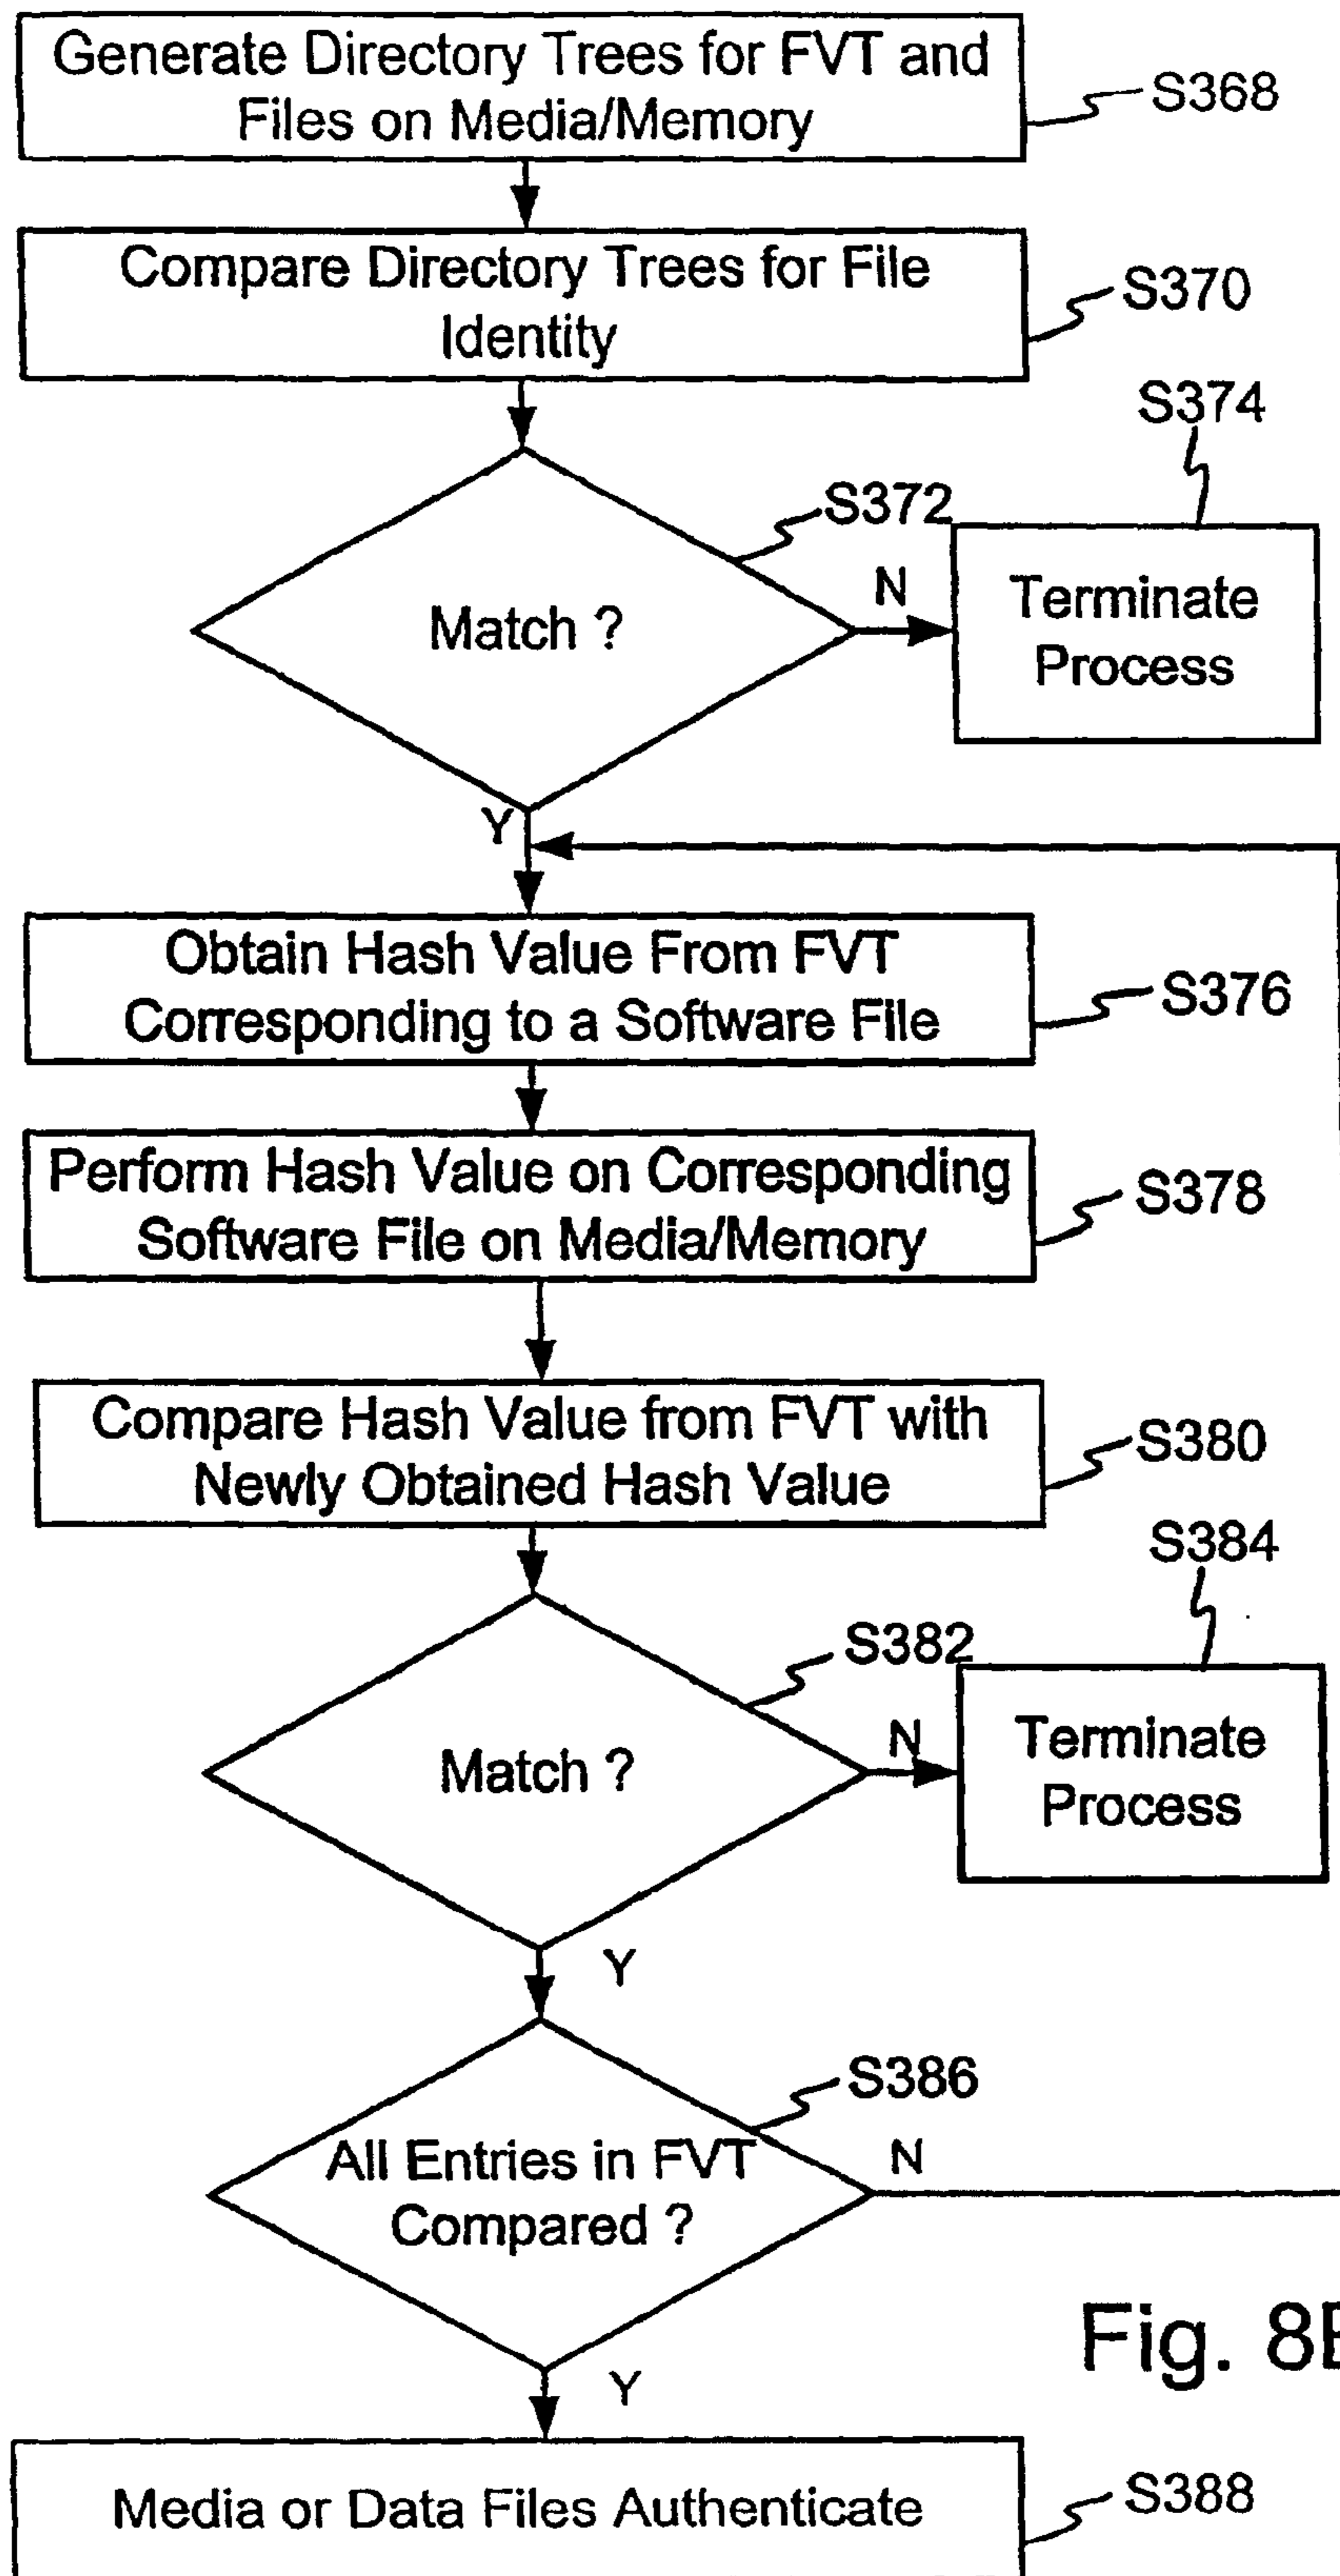 Generate Directory Trees for FVT and
Files on Media/Memory
S368
Compare Directory Trees for File
Identity
S370
S374
S372
Match ?
N
Terminate
Process
Y
Obtain Hash Value From FVT
Corresponding to a Software File
S376
Perform Hash Value on Corresponding
Software File on Media/Memory
S378
Compare Hash Value from FVT with
Newly Obtained Hash Value
S380
S384
S382
Match ?
N
Terminate
Process
Y
S386
All Entries in FVT
Compared ?
N
Fig.
Y
Media or Data Files Authenticate
S388